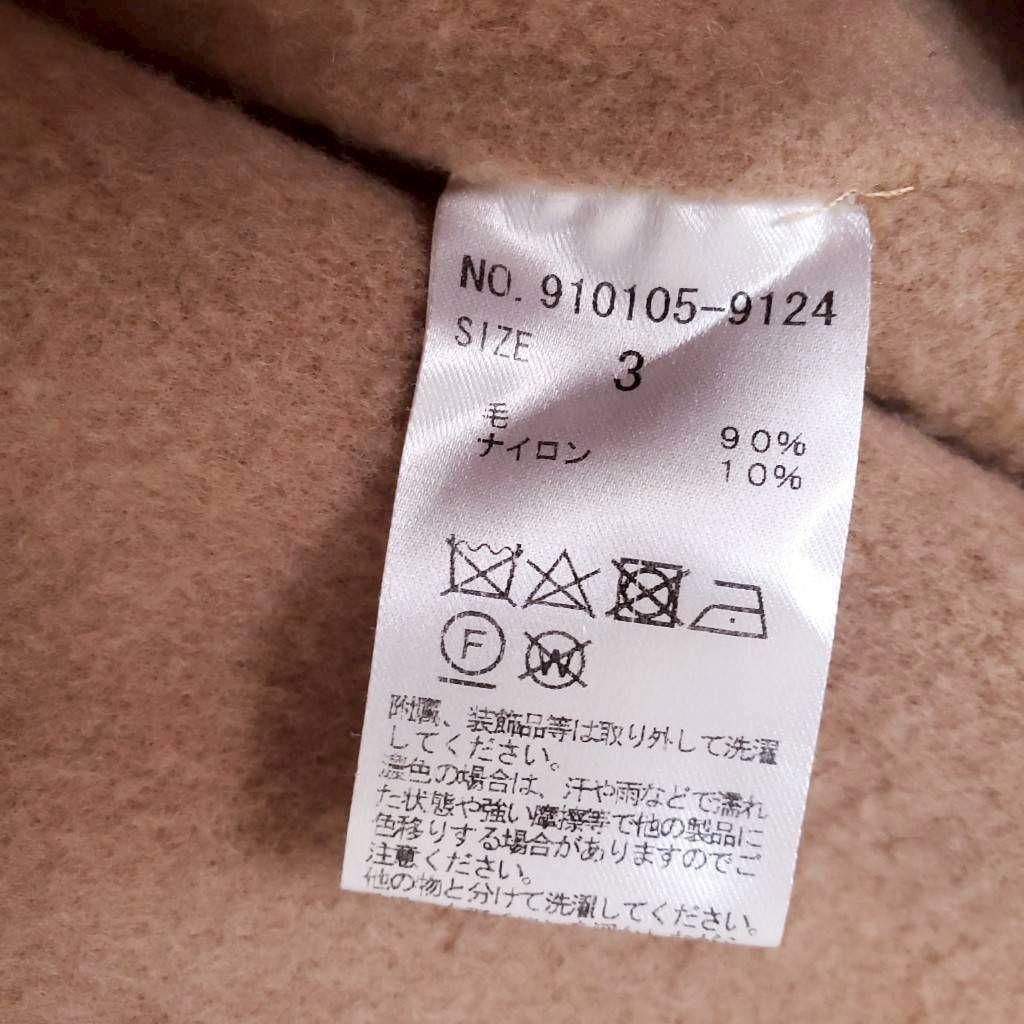 NO. 910105-9124
SIZE
3
毛 90%
ナイロン 10%
F
W
附属、装飾品等は取り外して洗濯
してください。
濃色の場合は、汗や雨などで濡れ
た状態や強い摩擦等で他の製品に
色移りする場合がありますのでご
注意ください。
他の物と分けて洗濯してください。